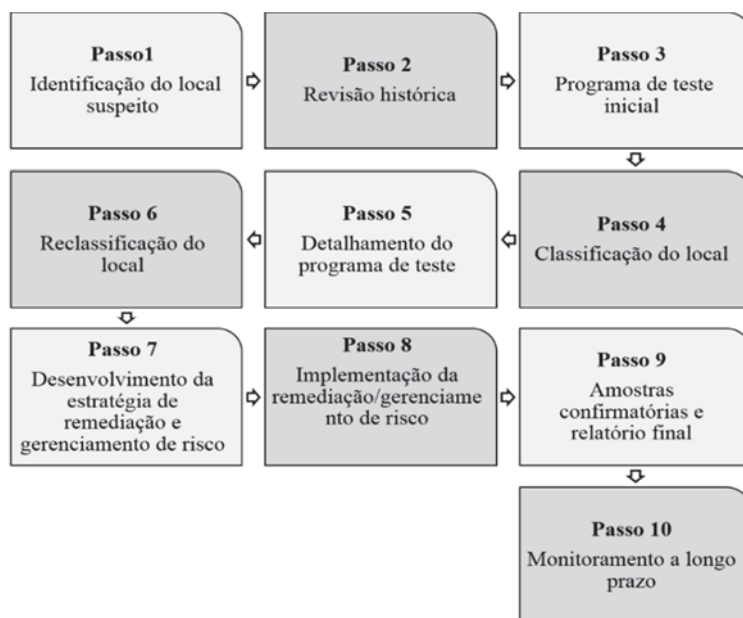 Passo1
Identificação do local
suspeito
Passo 2
Revisão histórica
Passo 3
Programa de teste
inicial
Passo 4
Classificação do local
Passo 5
Detalhamento do
programa de teste
Passo 6
Reclassificação do
local
Passo 7
Desenvolvimento da
estratégia de
remediação e
gerenciamento de risco
Passo 8
Implementação da
remediação/gerenciame
nto de risco
Passo 9
Amostras
confirmatórias e
relatório final
Passo 10
Monitoramento a longo
prazo